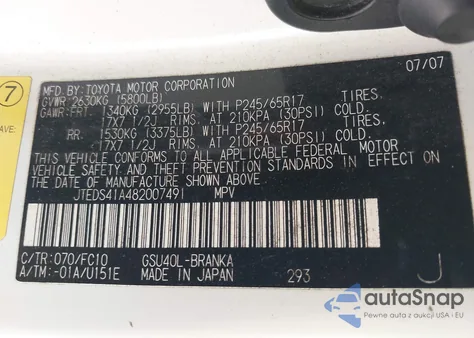 MFD. BY: TOYOTA MOTOR CORPORATION 07/07
GVWR: 2630KG (5800LB)
GAWR: FRT. 1340KG (2955LB) WITH P245/65R17 TIRES,
17X7 1/2J RIMS, AT 210KPA (30PSI) COLD.
RR. 1530KG (3375LB) WITH P245/65R17 TIRES,
17X7 1/2J RIMS, AT 210KPA (30PSI) COLD.
THIS VEHICLE CONFORMS TO ALL APPLICABLE FEDERAL MOTOR
VEHICLE SAFETY, THEFT PREVENTION STANDARDS IN EFFECT
ON THE DATE OF MANUFACTURE SHOWN ABOVE.
JTEDS41A482007491 MPV
C/TR: 070/FC10 GSU40L-BRANKA
A/TM: -01A/U151E MADE IN JAPAN 293 J
7
AVE:
autoSnap
Pewne auta z aukcji USA - EU